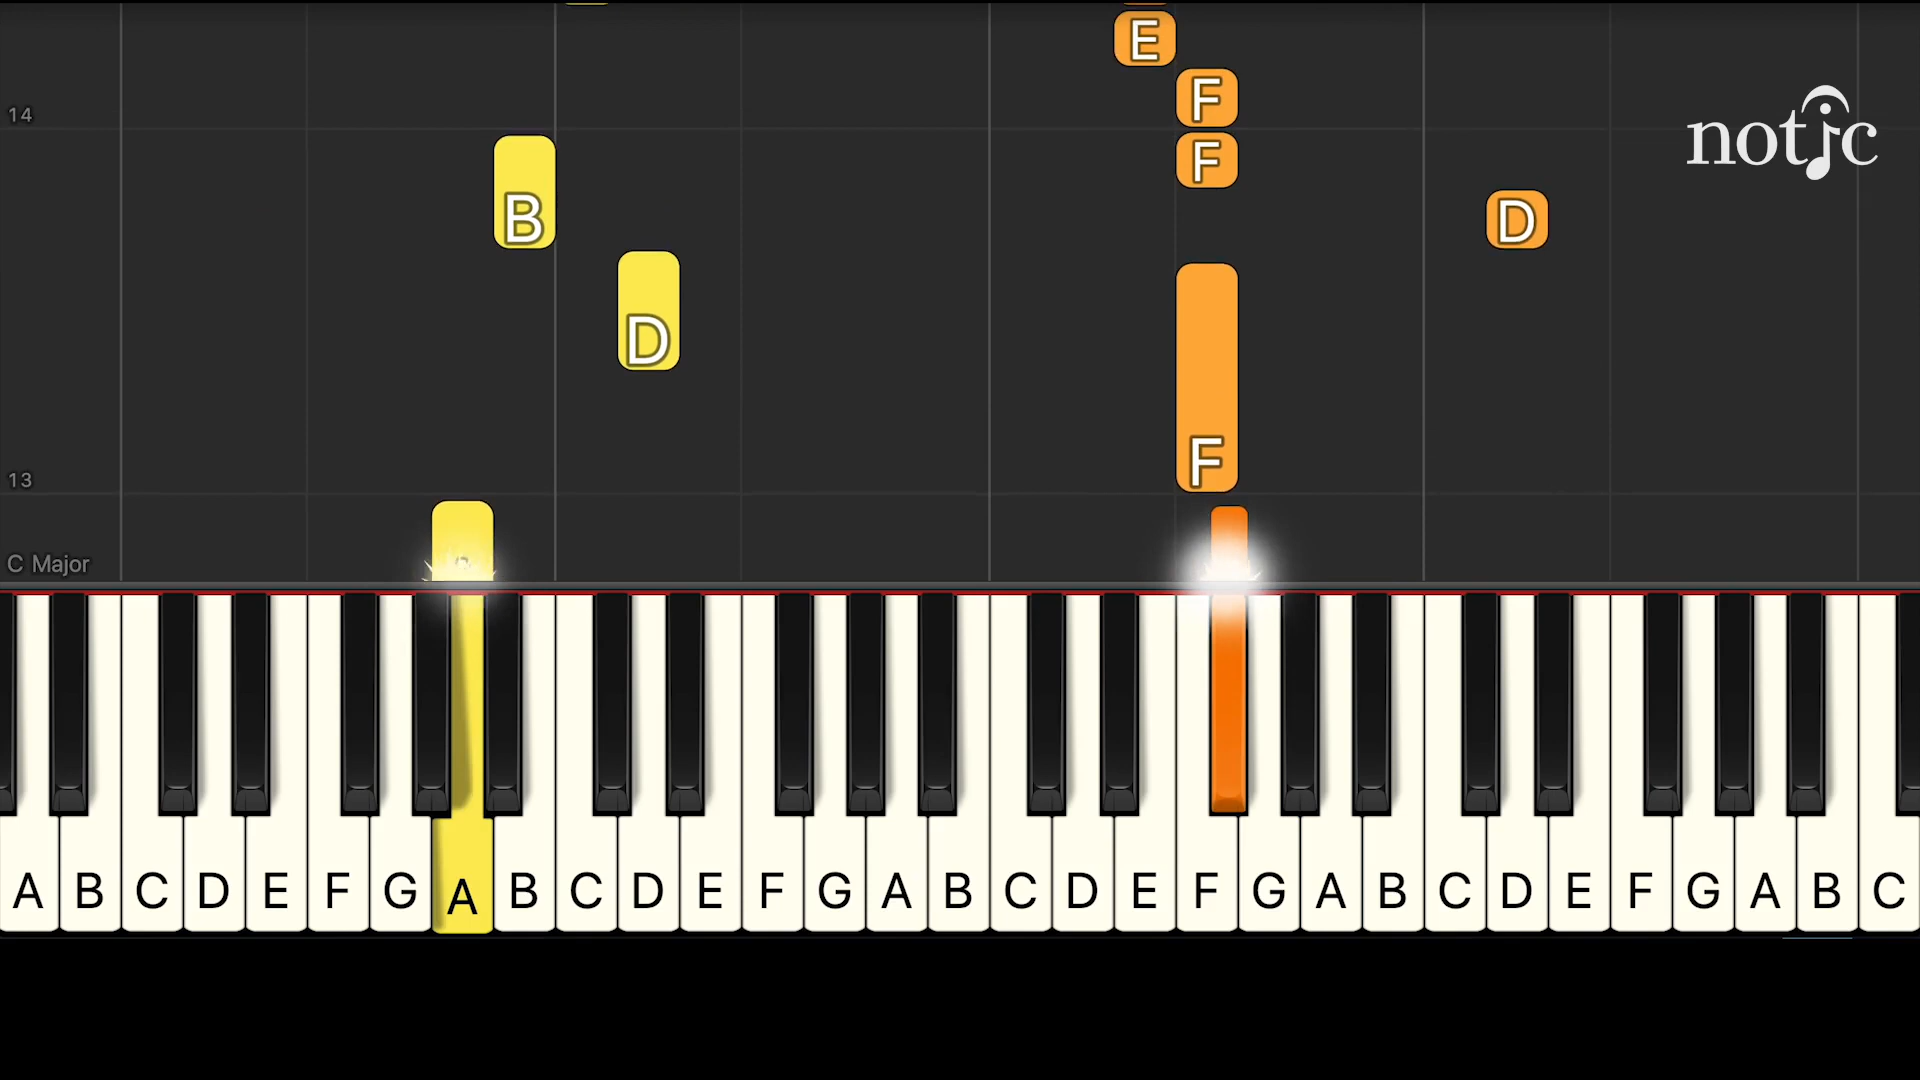 E
F
14
notic
F
B
D
D
F
13
C Major
A B C D E F G A B C D E F G A B C D E F G A B C D E F G A B C